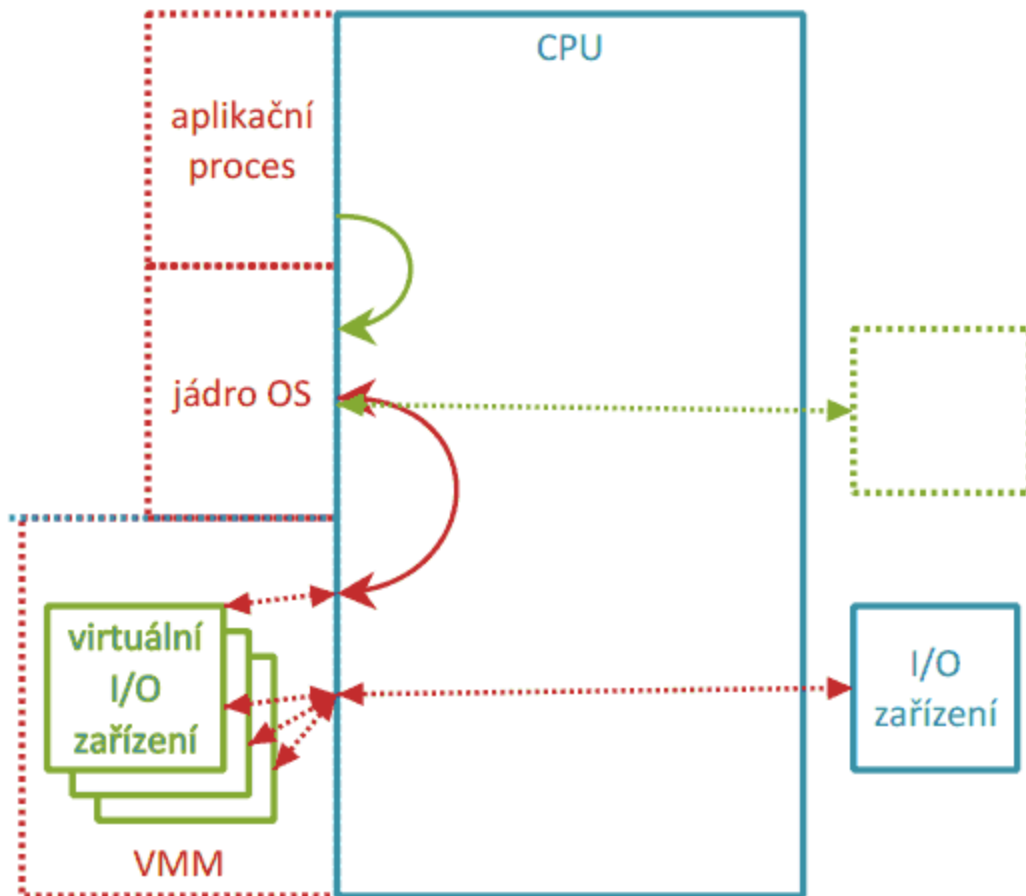 CPU
aplikační
proces
jádro OS
virtuální
I/O
zařízení
I/O
zařízení
VMM